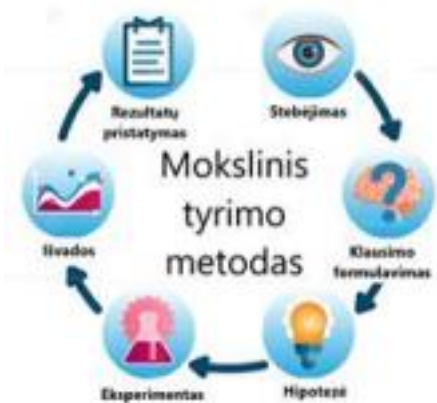 Mokslinis
tyrimo
metodas
Stebėjimas
Klausimo
formulavimas
Hipotezė
Eksperimentas
Išvados
Rezultatų
pristatymas